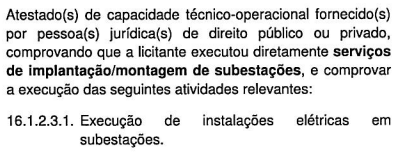 Atestado(s) de capacidade técnico-operacional fornecido(s)
por pessoa(s) jurídica(s) de direito público ou privado,
comprovando que a licitante executou diretamente serviços
de implantação/montagem de subestações, e comprovar
a execução das seguintes atividades relevantes:
16.1.2.3.1. Execução de instalações elétricas em
subestações.